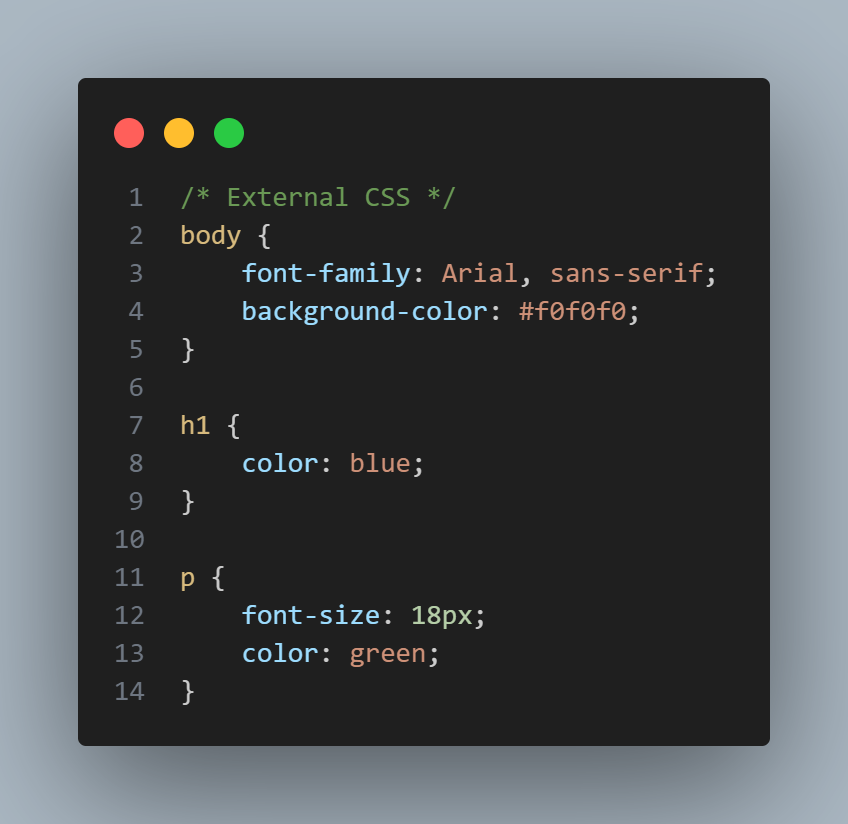 1 /* External CSS */
2 body {
3     font-family: Arial, sans-serif;
4     background-color: #f0f0f0;
5 }
6
7 h1 {
8     color: blue;
9 }
10
11 p {
12     font-size: 18px;
13     color: green;
14 }